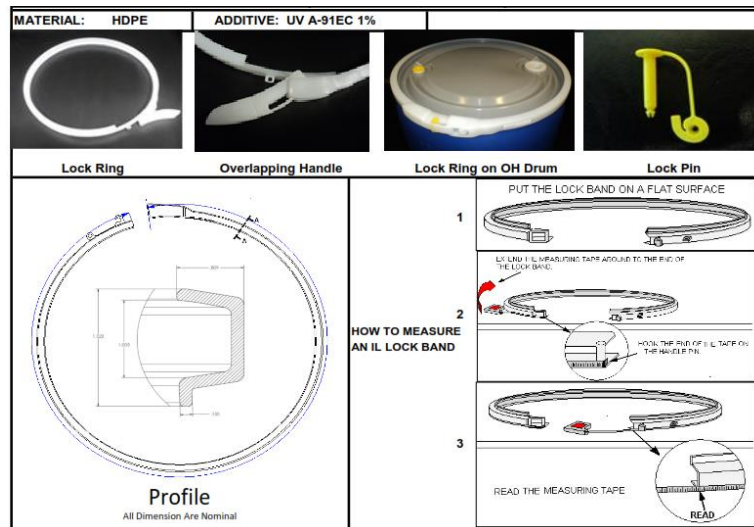 MATERIAL: HDPE
ADDITIVE: UV A-91EC 1%
Lock Ring
Overlapping Handle
Lock Ring on OH Drum
Lock Pin
A
A
Profile
All Dimension Are Nominal
HOW TO MEASURE
AN IL LOCK BAND
1
PUT THE LOCK BAND ON A FLAT SURFACE
2
EXTEND THE MEASURING TAPE AROUND TO THE END OF
THE LOCK BAND.
HOOK THE END OF THE TAPE ON
THE HANDLE PIN.
3
READ THE MEASURING TAPE
READ